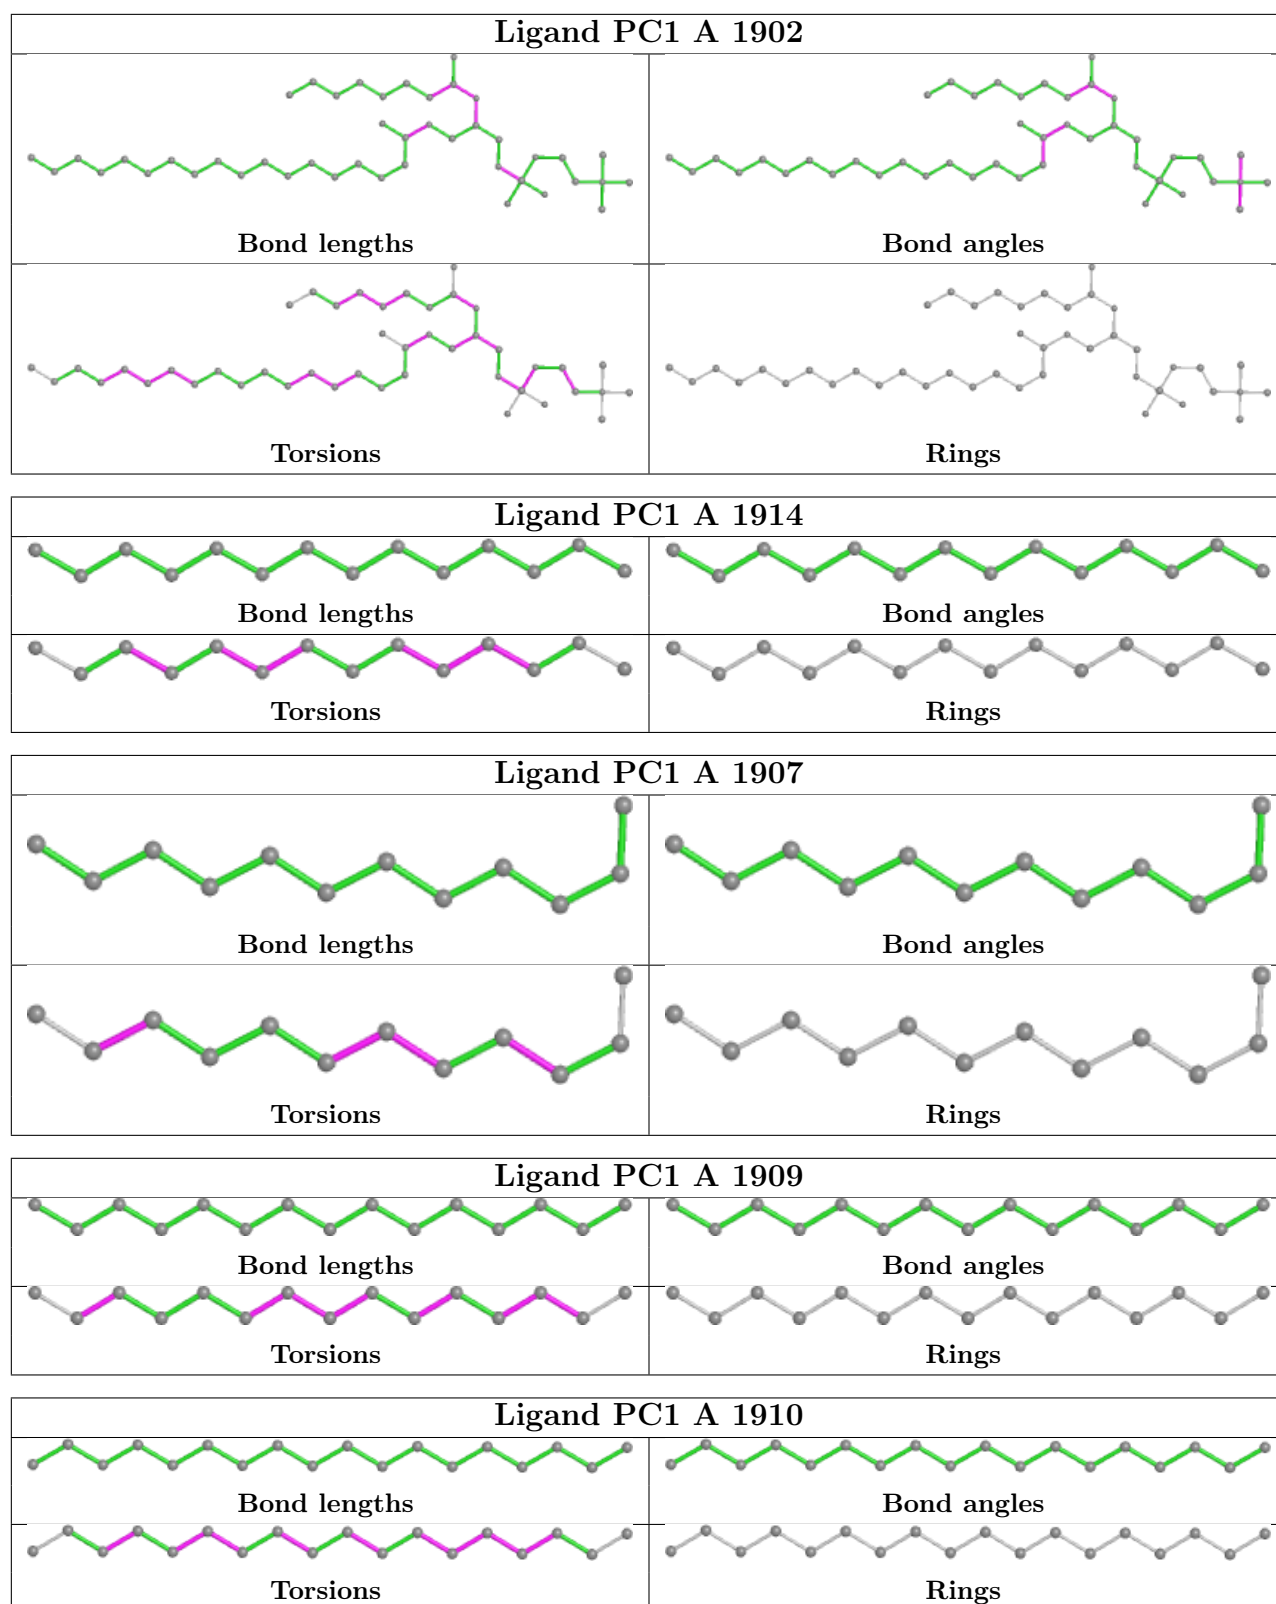 Ligand PC1 A 1902
Bond lengths Bond angles
Torsions Rings
Ligand PC1 A 1914
Bond lengths Bond angles
Torsions Rings
Ligand PC1 A 1907
Bond lengths Bond angles
Torsions Rings
Ligand PC1 A 1909
Bond lengths Bond angles
Torsions Rings
Ligand PC1 A 1910
Bond lengths Bond angles
Torsions Rings